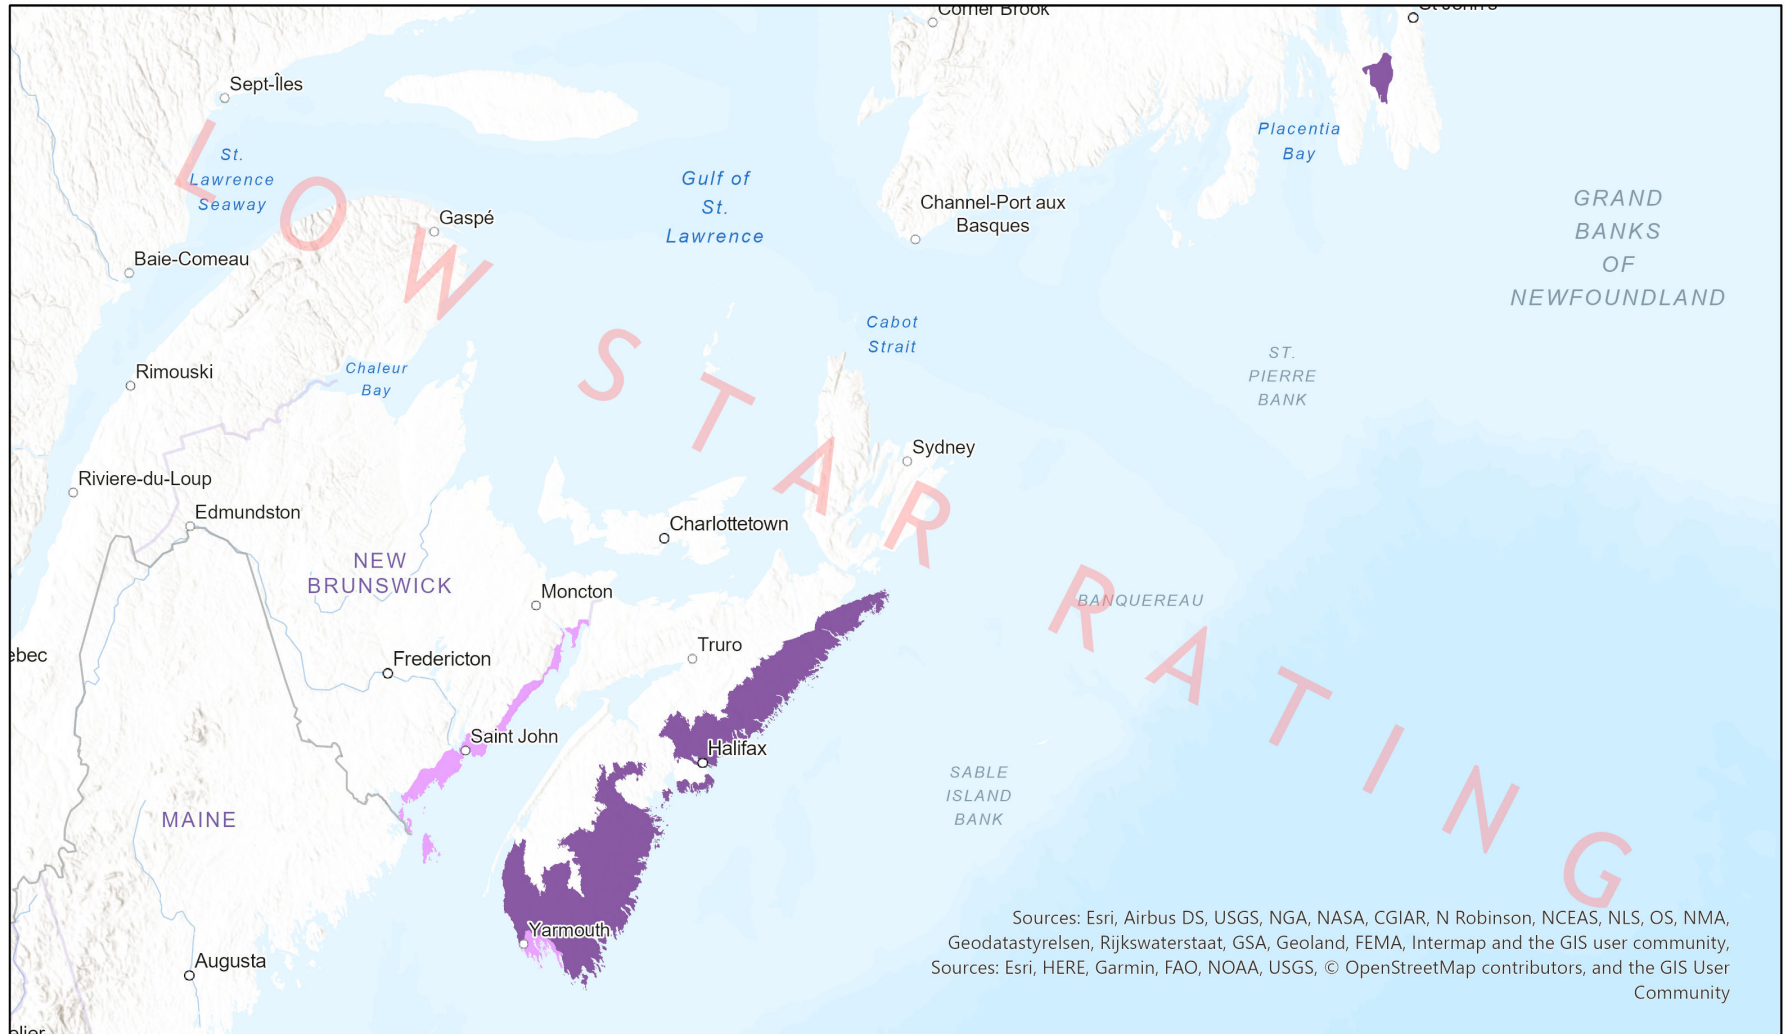 Corner Brook
St John's
Sept-Îles
St.
Lawrence
Seaway
Placentia
Bay
Gulf of
St.
Lawrence
Channel-Port aux
Basques
GRAND
BANKS
OF
NEWFOUNDLAND
Gaspé
Baie-Comeau
Cabot
Strait
Rimouski
Chaleur
Bay
ST.
PIERRE
BANK
LOW STAR RATING
Sydney
Riviere-du-Loup
Edmundston
Charlottetown
NEW
BRUNSWICK
Moncton
BANQUEREAU
ebec
Fredericton
Truro
Saint John
Halifax
SABLE
ISLAND
BANK
MAINE
Yarmouth
Augusta
Sources: Esri, Airbus DS, USGS, NGA, NASA, CGIAR, N Robinson, NCEAS, NLS, OS, NMA,
Geodatastyrelsen, Rijkswaterstaat, GSA, Geoland, FEMA, Intermap and the GIS user community,
Sources: Esri, HERE, Garmin, FAO, NOAA, USGS, © OpenStreetMap contributors, and the GIS User
Community